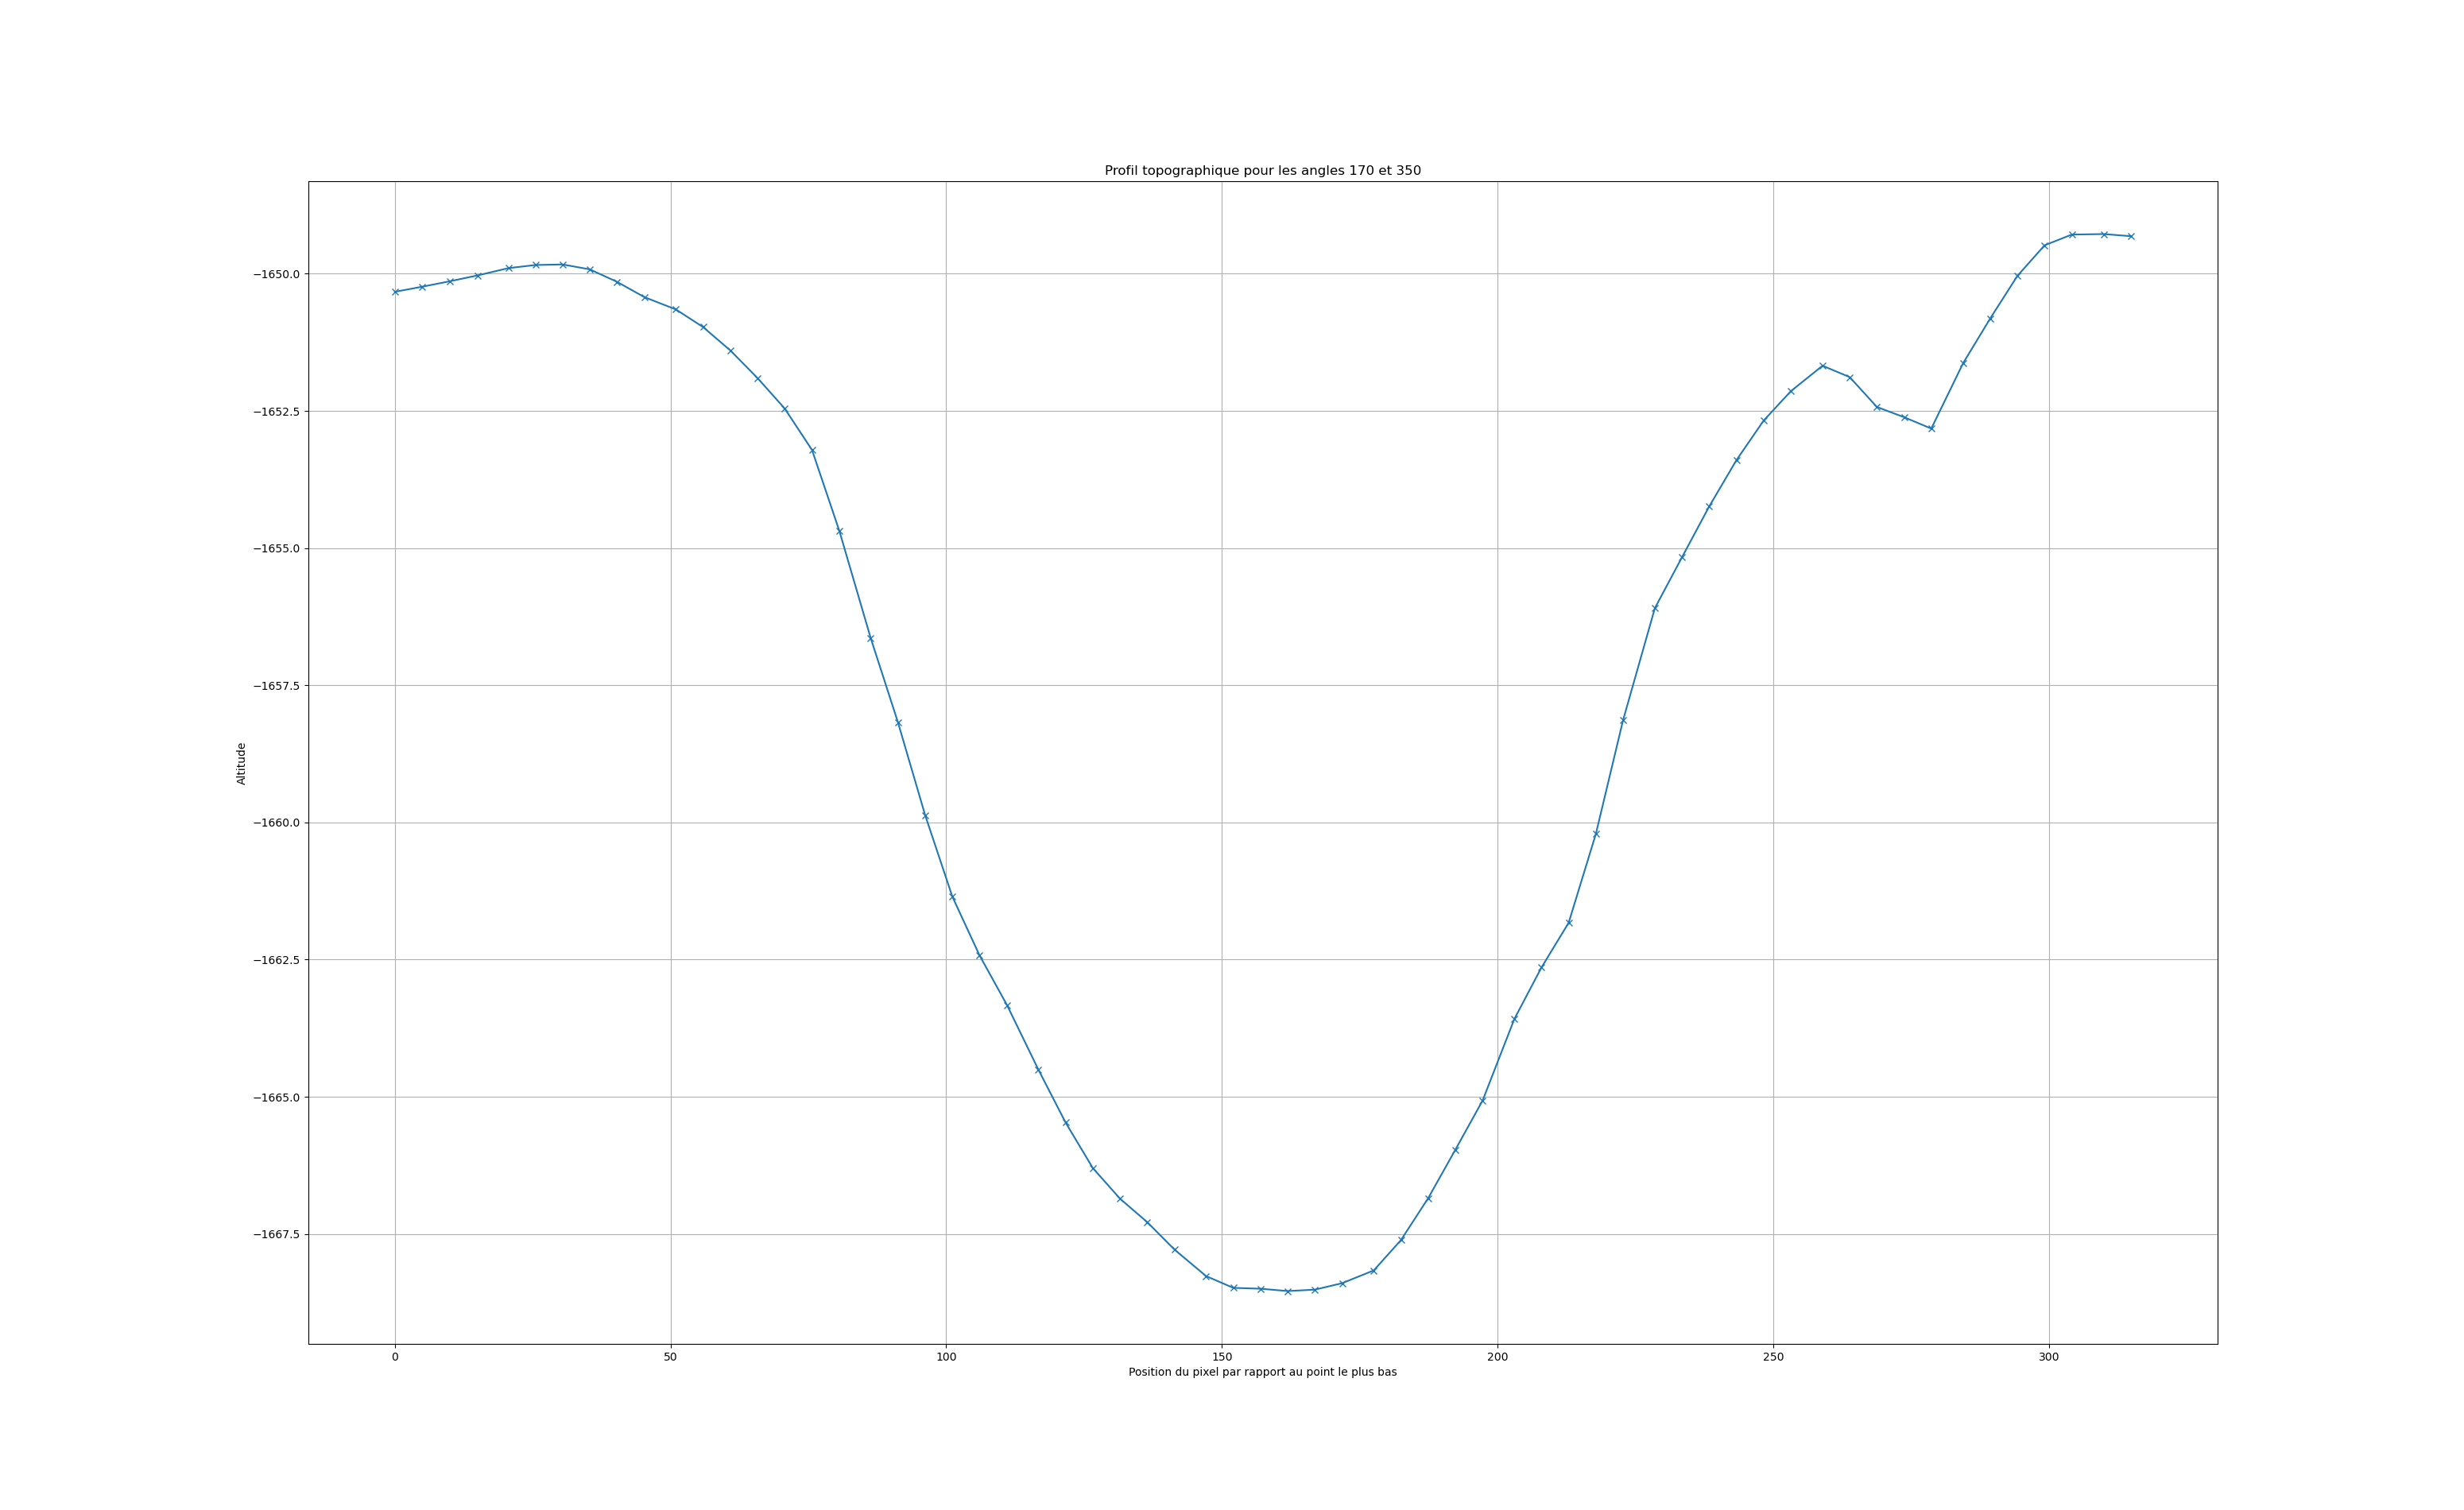 Profil topographique pour les angles 170 et 350
Altitude
−1650.0
−1652.5
−1655.0
−1657.5
−1660.0
−1662.5
−1665.0
−1667.5
0 50 100 150 200 250 300
Position du pixel par rapport au point le plus bas